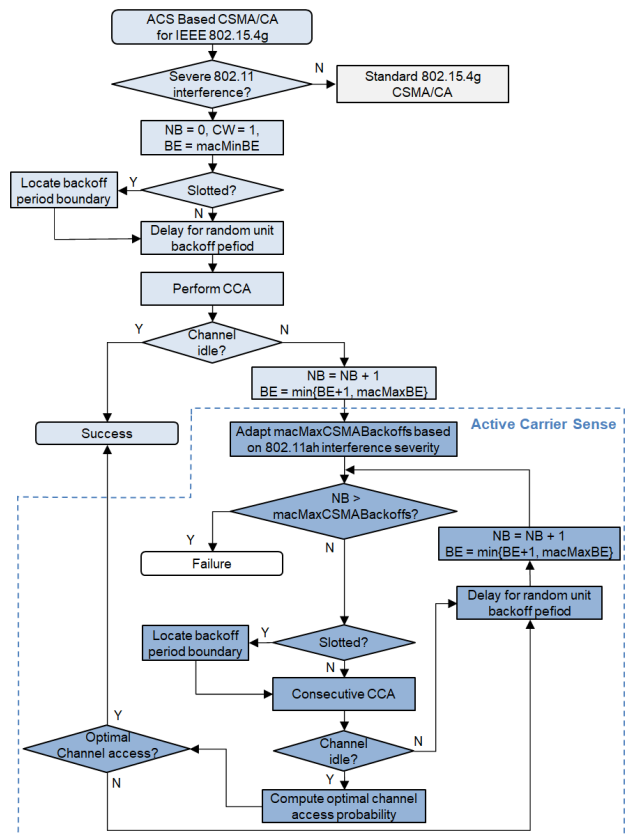 ACS Based CSMA/CA
for IEEE 802.15.4g
Severe 802.11
interference?
N
Standard 802.15.4g
CSMA/CA
Y
NB = 0, CW = 1,
BE = macMinBE
Locate backoff
period boundary
Y
Slotted?
N
Delay for random unit
backoff pefiod
Perform CCA
Y
N
Channel
idle?
NB = NB + 1
BE = min{BE+1, macMaxBE}
Success
Adapt macMaxCSMABackoffs based
on 802.11ah interference severity
Active Carrier Sense
NB >
macMaxCSMABackoffs?
Y
N
Failure
NB = NB + 1
BE = min{BE+1, macMaxBE}
Delay for random unit
backoff pefiod
Locate backoff
period boundary
Y
Slotted?
N
Consecutive CCA
Y
Optimal
Channel access?
N
Channel
idle?
N
Y
Compute optimal channel
access probability